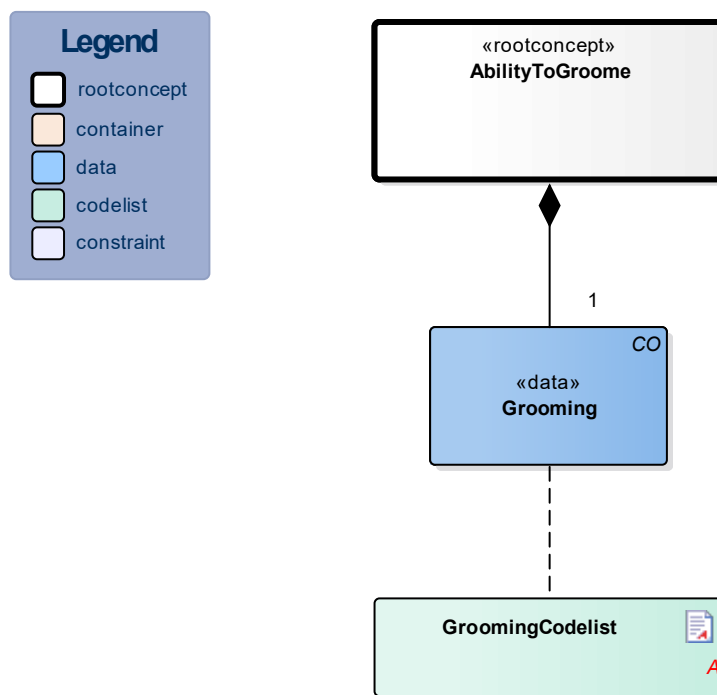 Legend
rootconcept
container
data
codelist
constraint
«rootconcept»
AbilityToGroome
1
CO
«data»
Grooming
GroomingCodelist
A